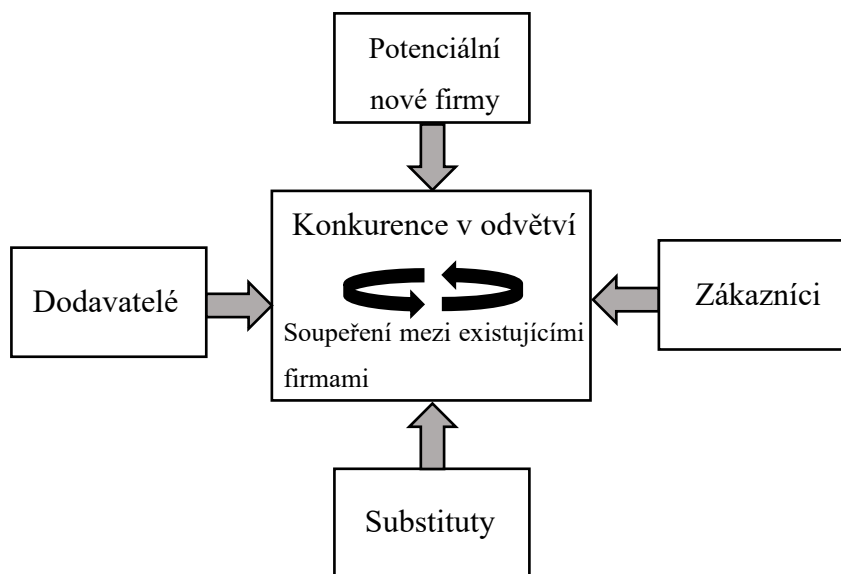 Potenciální
nové firmy
Konkurence v odvětví
Dodavatelé
Zákazníci
Soupeření mezi existujícími
firmami
Substituty